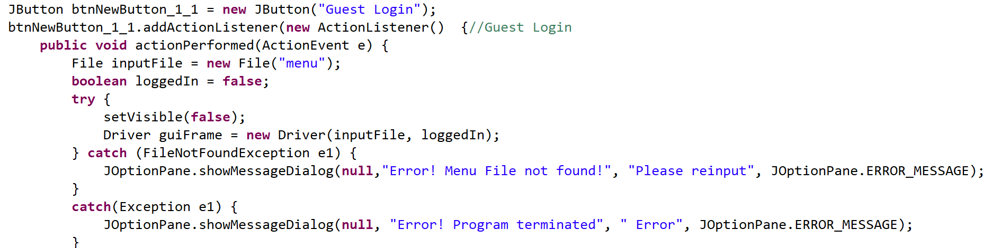 JButton btnNewButton_1_1 = new JButton("Guest Login");
btnNewButton_1_1.addActionListener(new ActionListener()  {//Guest Login
    public void actionPerformed(ActionEvent e) {
        File inputFile = new File("menu");
        boolean loggedIn = false;
        try {
            setVisible(false);
            Driver guiFrame = new Driver(inputFile, loggedIn);
        } catch (FileNotFoundException e1) {
            JOptionPane.showMessageDialog(null,"Error! Menu File not found!", "Please reinput", JOptionPane.ERROR_MESSAGE);
        }
        catch(Exception e1) {
            JOptionPane.showMessageDialog(null, "Error! Program terminated", " Error", JOptionPane.ERROR_MESSAGE);
        }